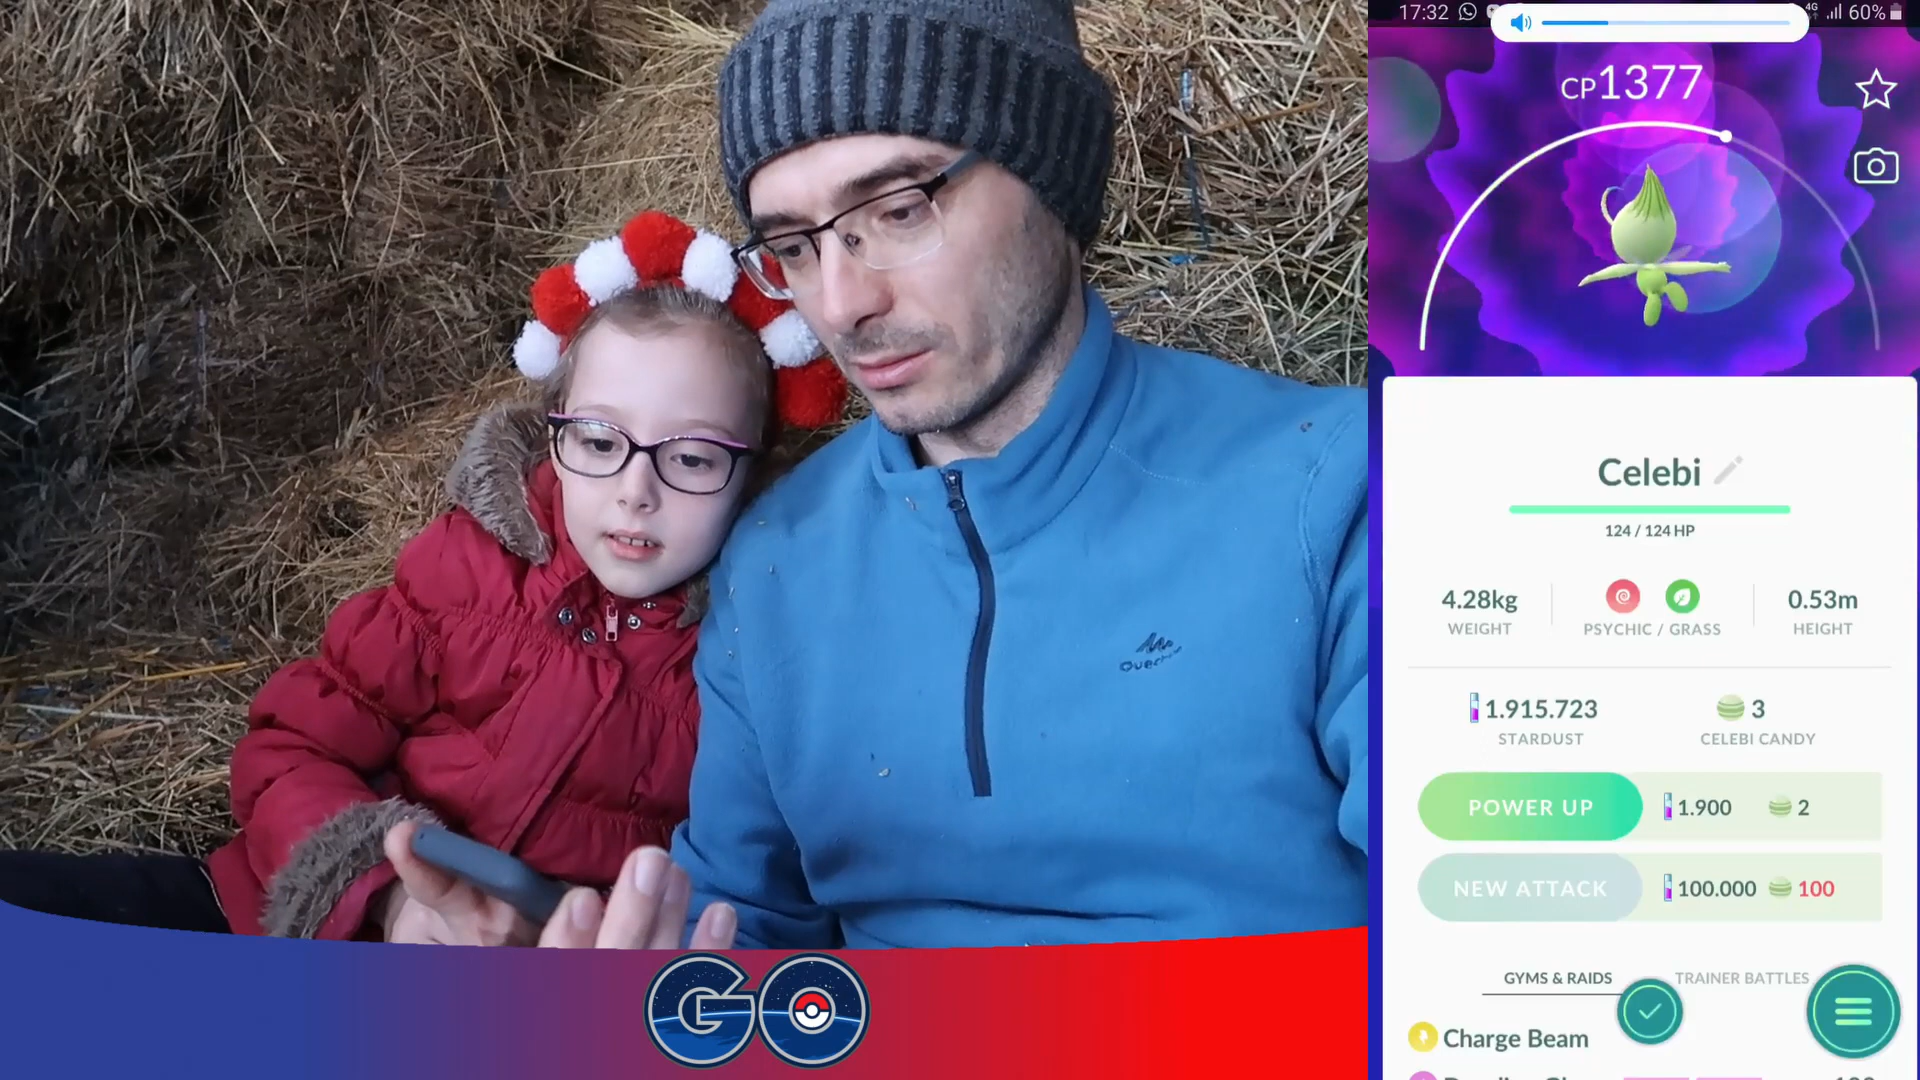 17:32 4G 60%
CP1377
Celebi
124 / 124 HP
4.28kg
WEIGHT
PSYCHIC / GRASS
0.53m
HEIGHT
1.915.723
STARDUST
3
CELEBI CANDY
POWER UP 1.900 2
NEW ATTACK 100.000 100
GYMS & RAIDS TRAINER BATTLES
Charge Beam
GO